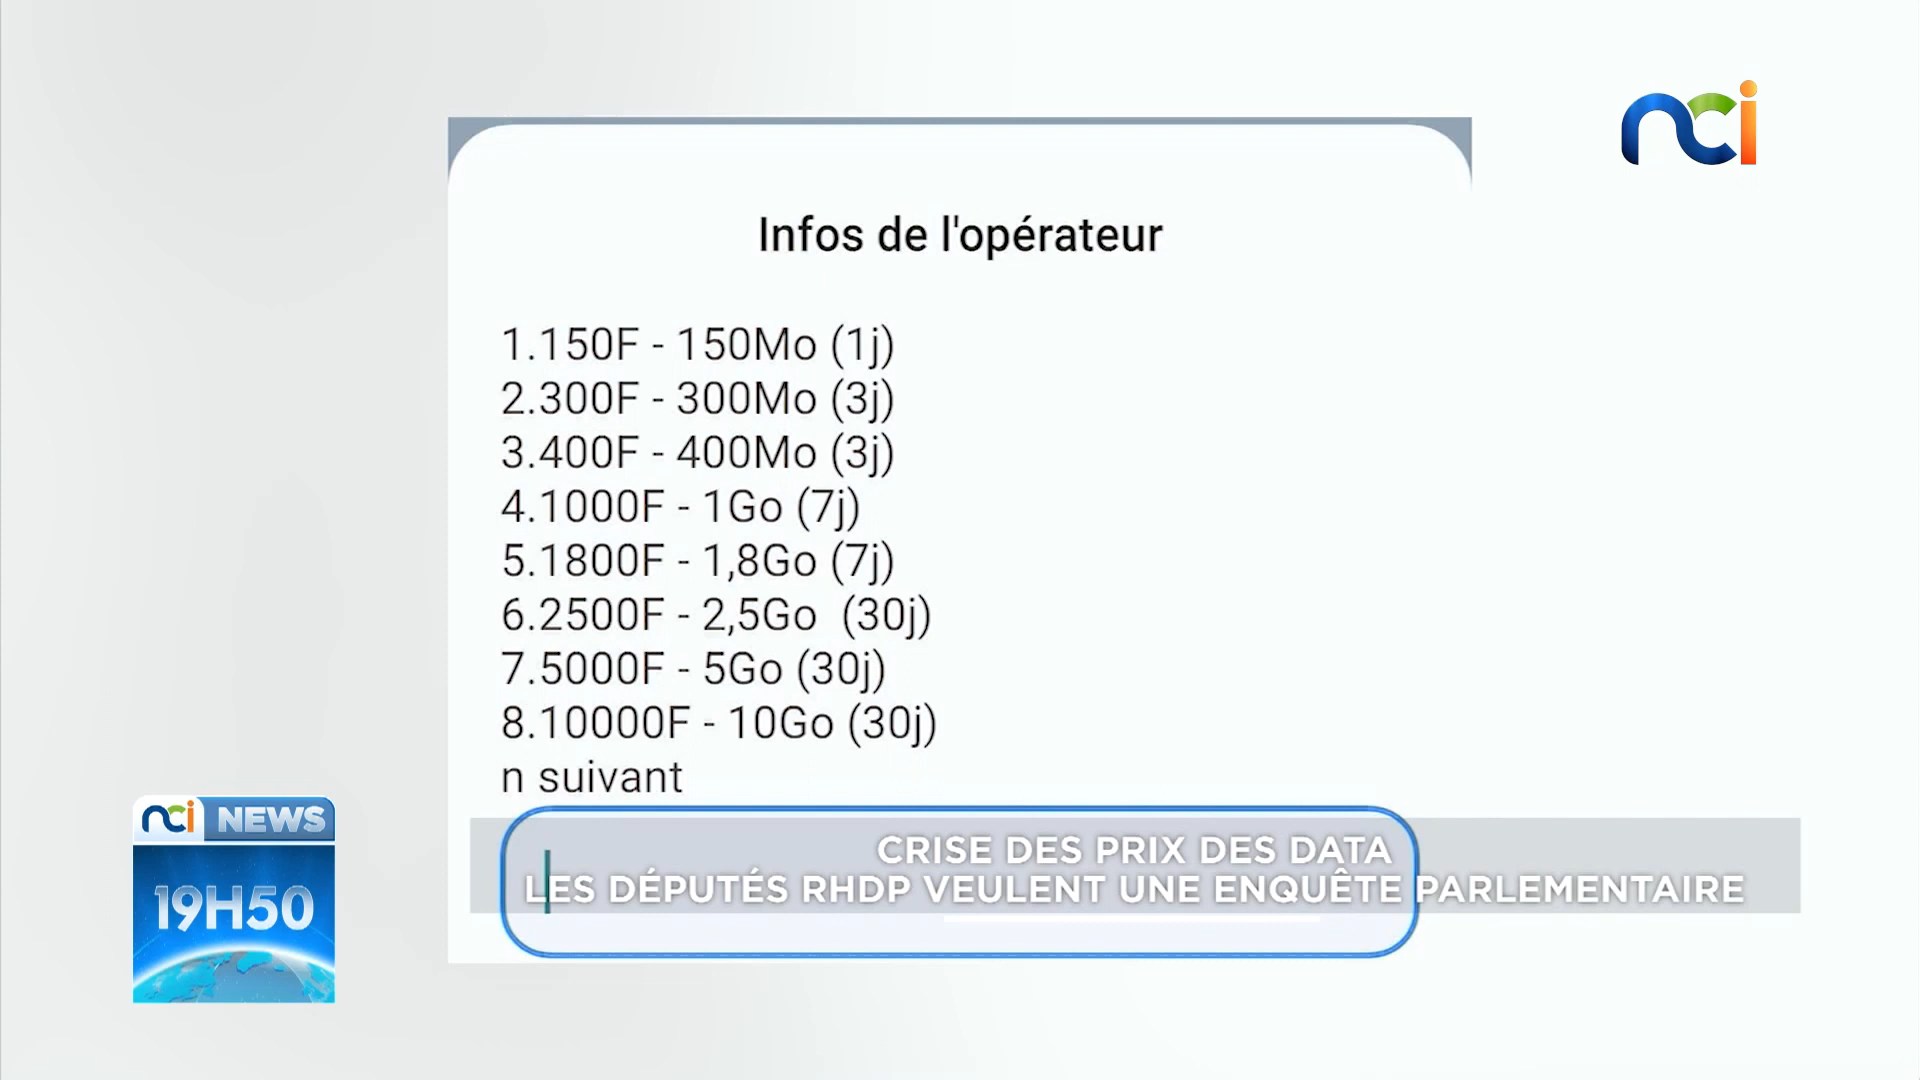 nci
Infos de l'opérateur
1.150F - 150Mo (1j)
2.300F - 300Mo (3j)
3.400F - 400Mo (3j)
4.1000F - 1Go (7j)
5.1800F - 1,8Go (7j)
6.2500F - 2,5Go  (30j)
7.5000F - 5Go (30j)
8.10000F - 10Go (30j)
n suivant
CRISE DES PRIX DES DATA
LES DÉPUTÉS RHDP VEULENT UNE ENQUÊTE PARLEMENTAIRE
nci NEWS
19H50